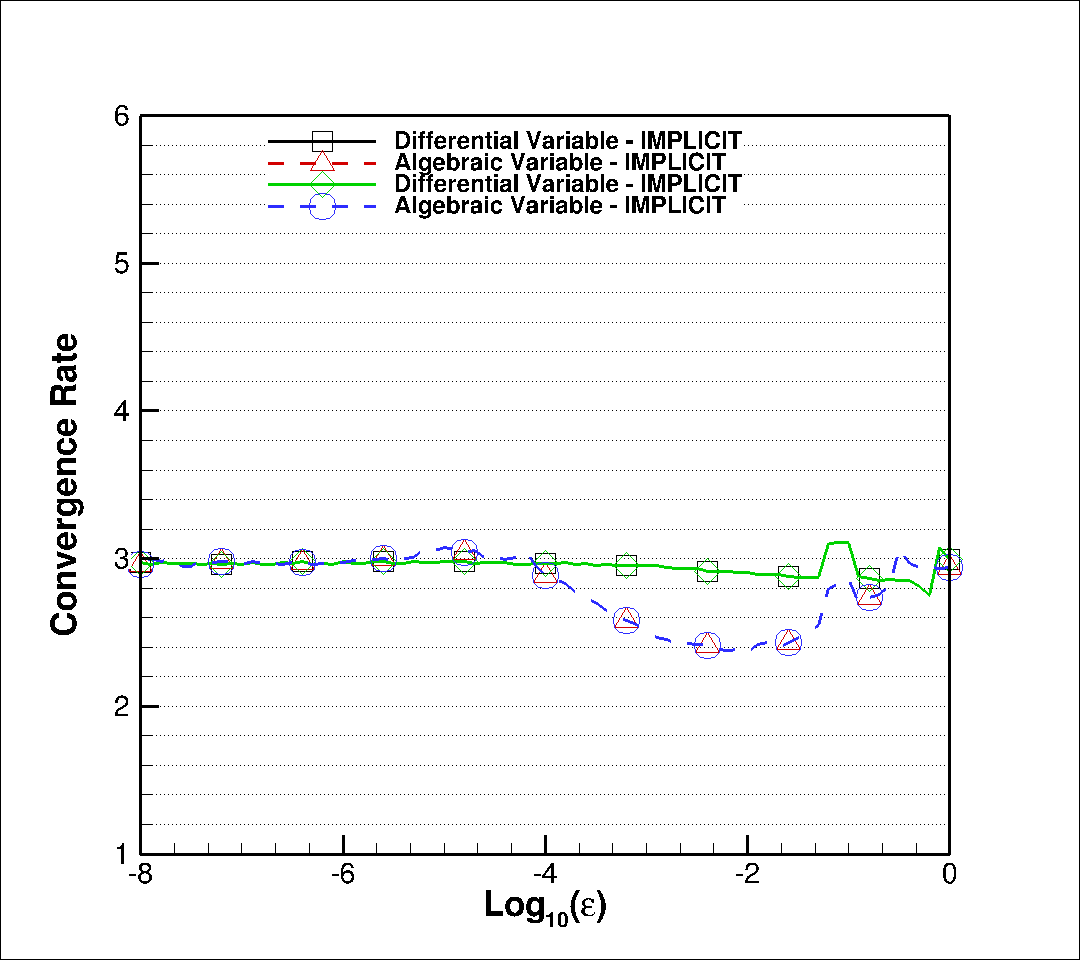 6
Differential Variable - IMPLICIT
Algebraic Variable - IMPLICIT
Differential Variable - IMPLICIT
Algebraic Variable - IMPLICIT
5
4
3
2
1
Convergence Rate
-8 -6 -4 -2 0
Log₁₀(ε)